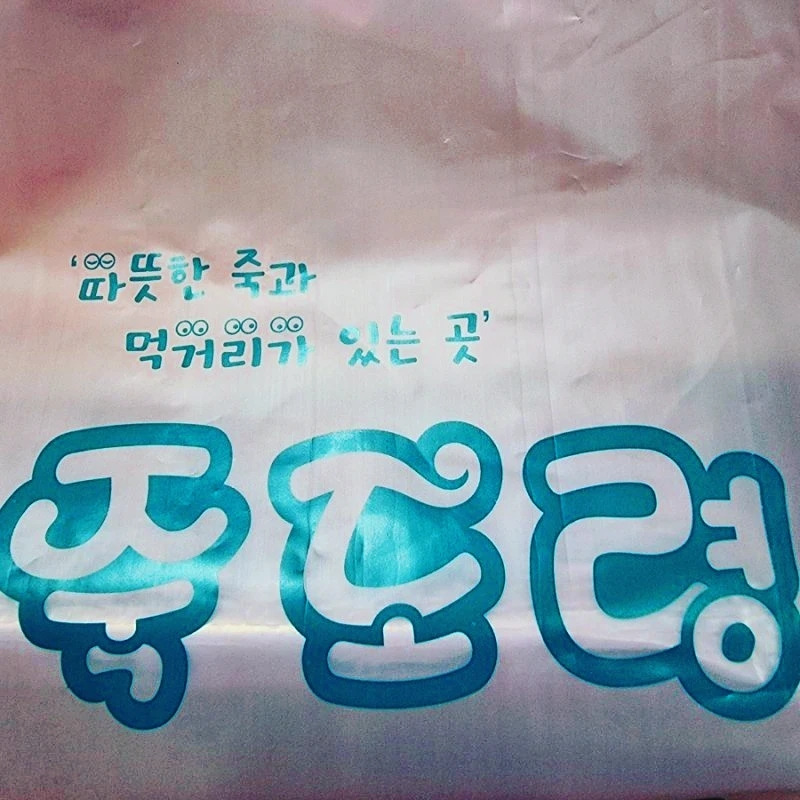 '따뜻한 죽과
먹거리가 있는 곳'
죽도령